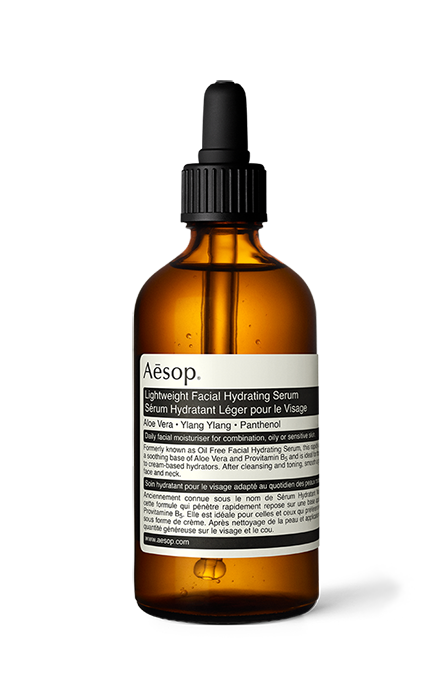 Aēsop®
Lightweight Facial Hydrating Serum
Sérum Hydratant Léger pour le Visage
Aloe Vera • Ylang Ylang • Panthenol
Daily facial moisturiser for combination, oily or sensitive skin
Formerly known as Oil Free Facial Hydrating Serum, this
a soothing base of Aloe Vera and Provitamin B₅ and is ideal for
to cream-based hydrators. After cleansing and toning, smooth
face and neck.
Soin hydratant pour le visage adapté au quotidien des peaux
Anciennement connue sous le nom de Sérum Hydratant
cette formule qui pénètre rapidement repose sur une base
Provitamine B₅. Elle est idéale pour celles et ceux qui
sous forme de crème. Après nettoyage de la peau et
quantité généreuse sur le visage et le cou.
www.aesop.com